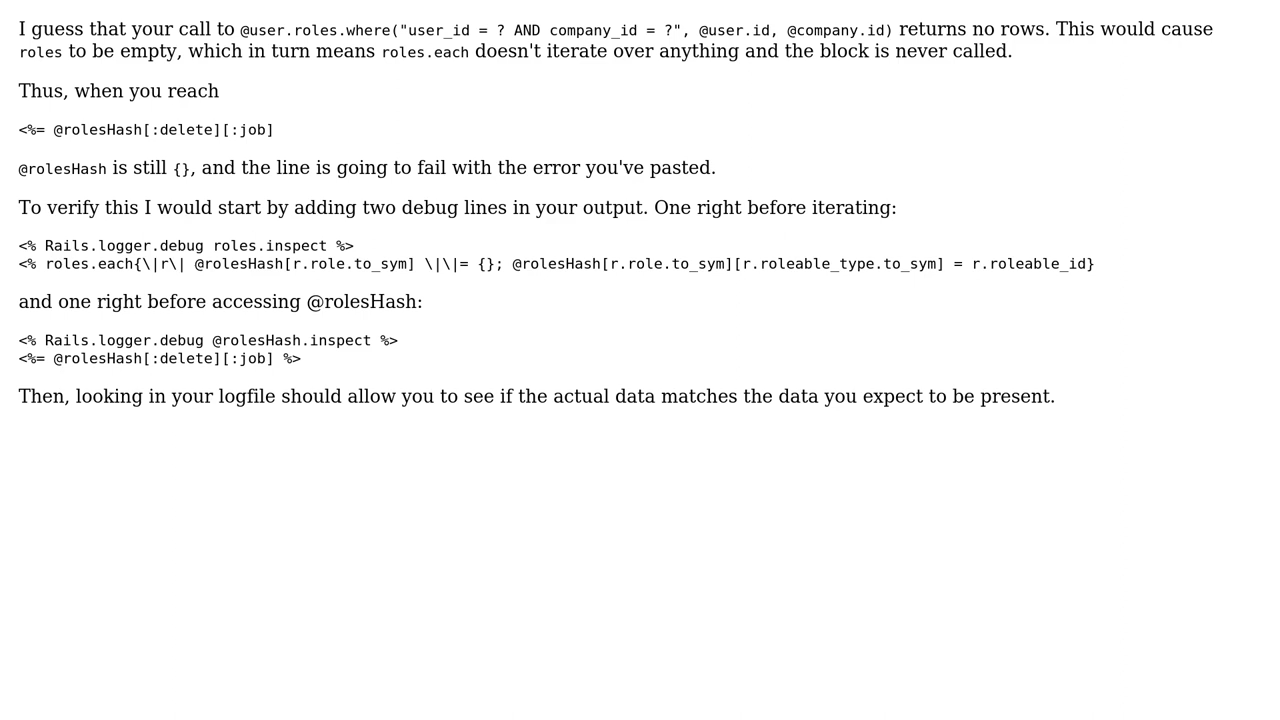 I guess that your call to @user.roles.where("user_id = ? AND company_id = ?", @user.id, @company.id) returns no rows. This would cause
roles to be empty, which in turn means roles.each doesn't iterate over anything and the block is never called.
Thus, when you reach
<%= @rolesHash[:delete][:job]
@rolesHash is still {}, and the line is going to fail with the error you've pasted.
To verify this I would start by adding two debug lines in your output. One right before iterating:
<% Rails.logger.debug roles.inspect %>
<% roles.each{\|r\| @rolesHash[r.role.to_sym] \|\|= {}; @rolesHash[r.role.to_sym][r.roleable_type.to_sym] = r.roleable_id}
and one right before accessing @rolesHash:
<% Rails.logger.debug @rolesHash.inspect %>
<%= @rolesHash[:delete][:job] %>
Then, looking in your logfile should allow you to see if the actual data matches the data you expect to be present.